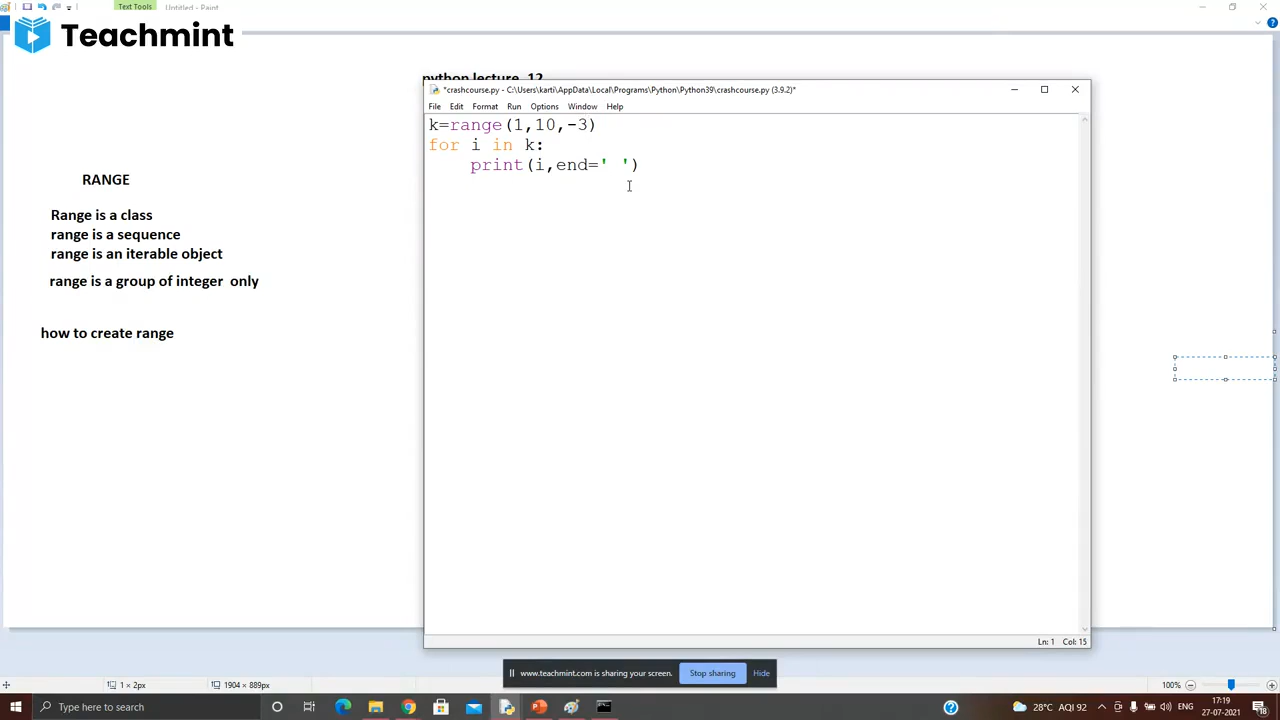 Text Tools
Untitled - Paint
Teachmint
python lecture 12
*crashcourse.py - C:\Users\karti\AppData\Local\Programs\Python\Python39\crashcourse.py (3.9.2)*
File Edit Format Run Options Window Help
k=range(1,10,-3)
for i in k:
    print(i,end=' ')
RANGE
Range is a class
range is a sequence
range is an iterable object
range is a group of integer only
how to create range
Ln: 1 Col: 15
www.teachmint.com is sharing your screen. Stop sharing Hide
1 × 2px
1904 × 889px
100%
Type here to search
28°C AQI 92
ENG
17:19
27-07-2021